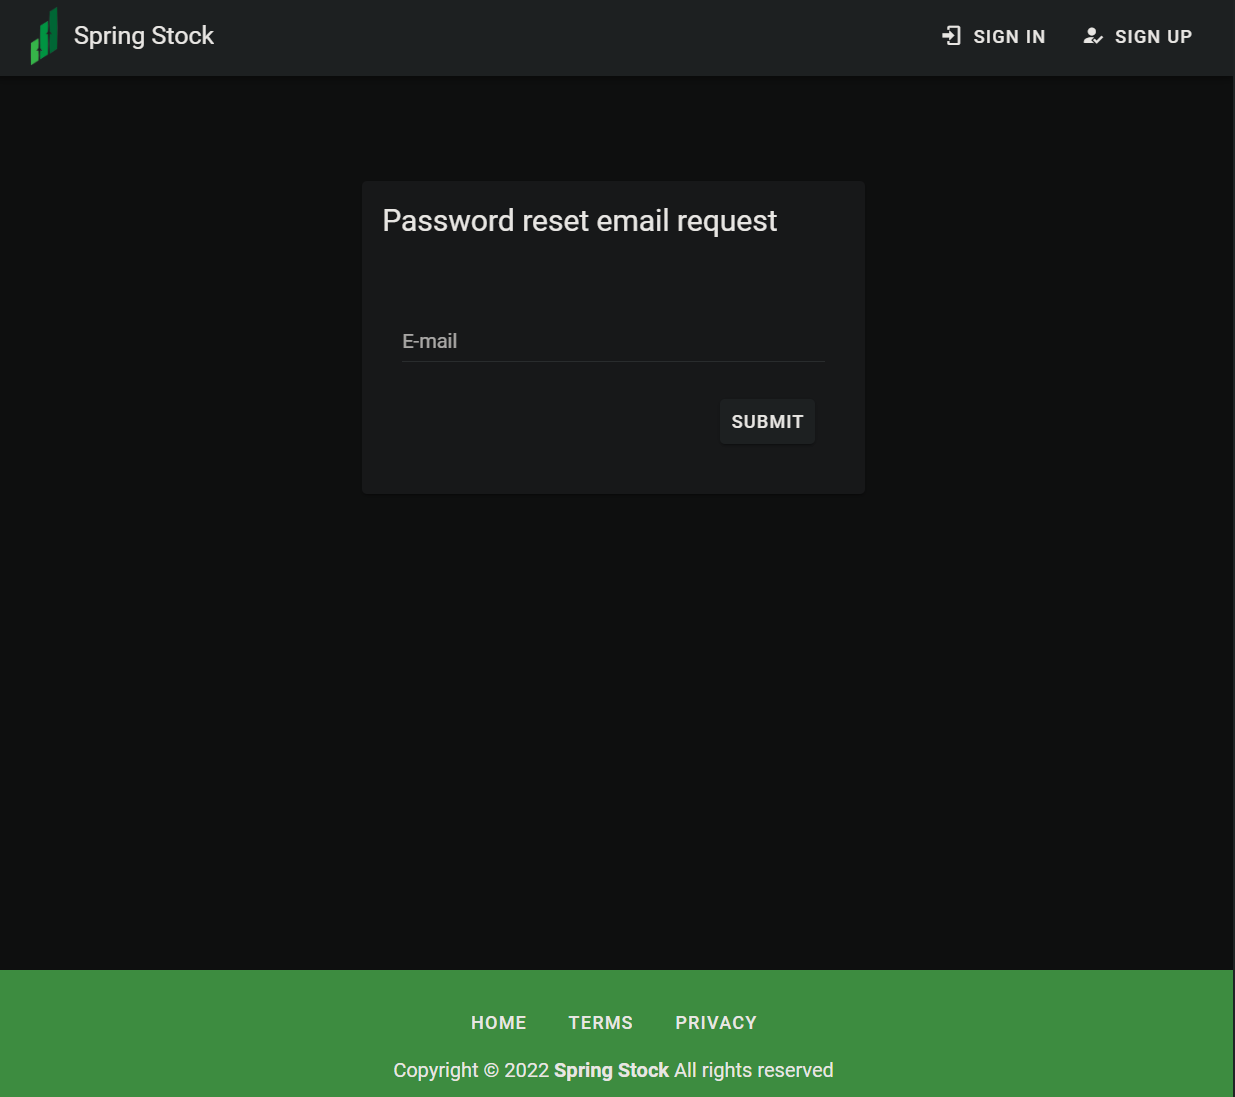 Spring Stock
SIGN IN
SIGN UP
Password reset email request
E-mail
SUBMIT
HOME TERMS PRIVACY
Copyright © 2022 Spring Stock All rights reserved